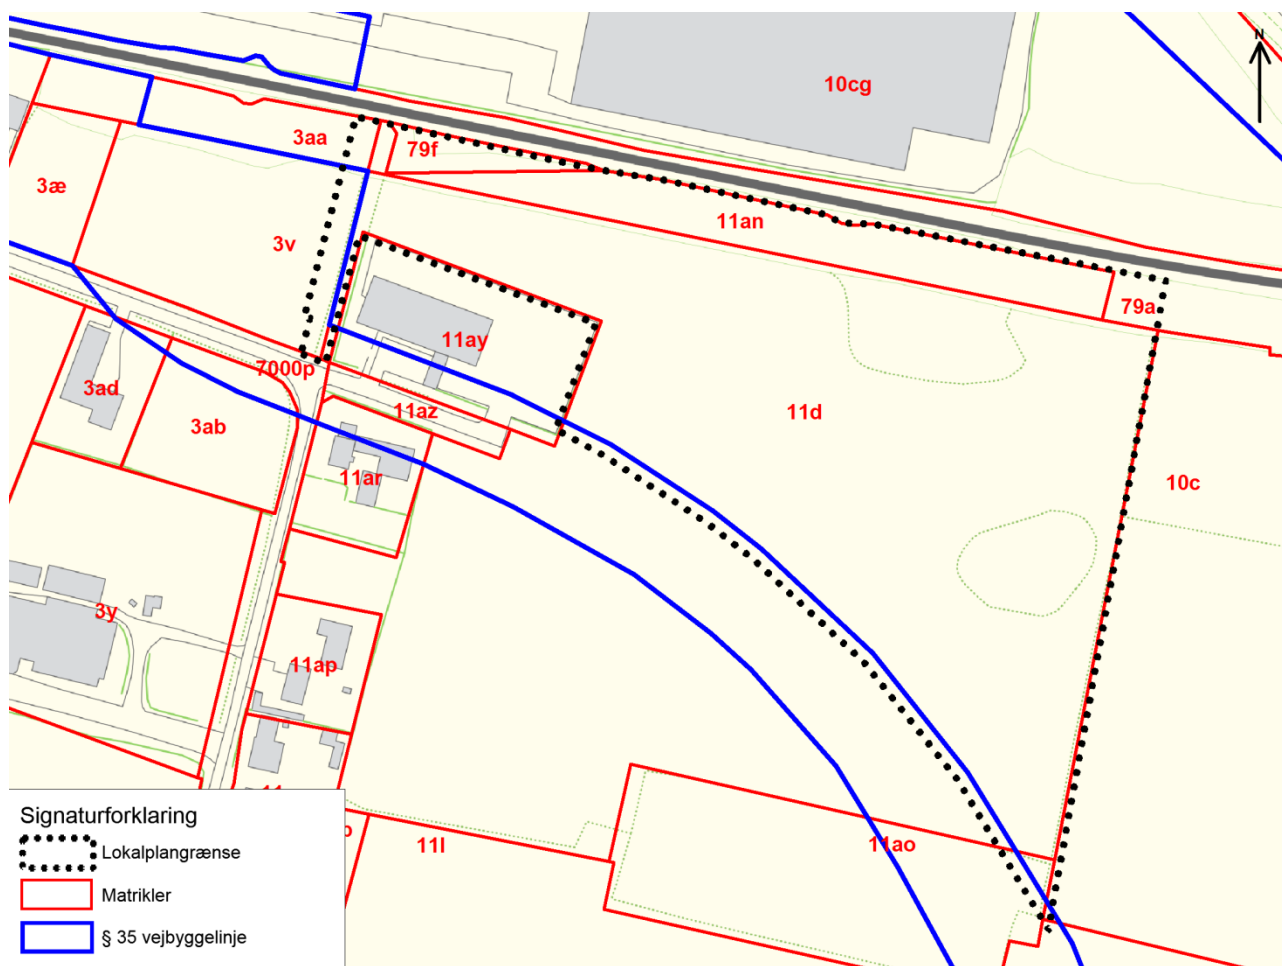 N
10cg
3aa
79f
3æ
11an
3v
79a
11ay
7000p
3ad
11az
11d
3ab
11ar
10c
3y
11ap
11l
11ao
Signaturforklaring
Lokalplangrænse
Matrikler
§ 35 vejbyggelinje